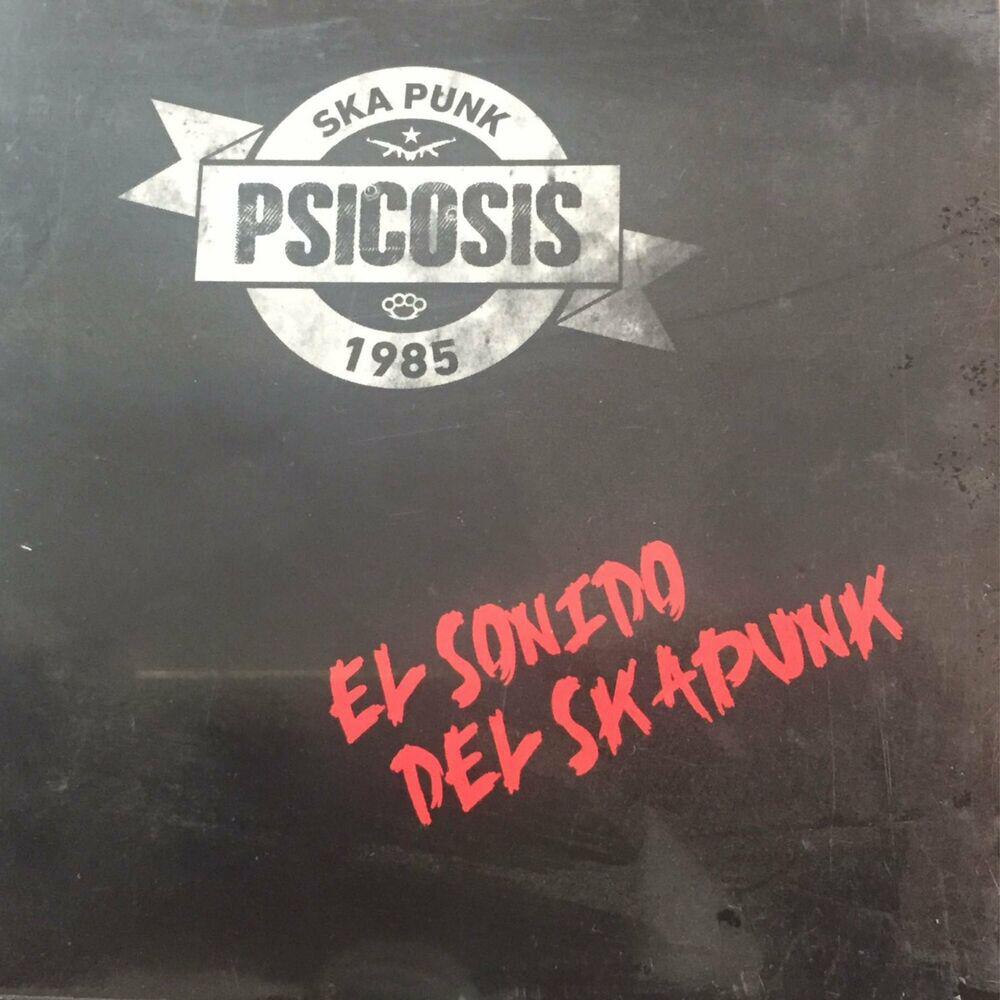 SKA PUNK
PSICOSIS
1985
EL SONIDO
DEL SKAPUNK